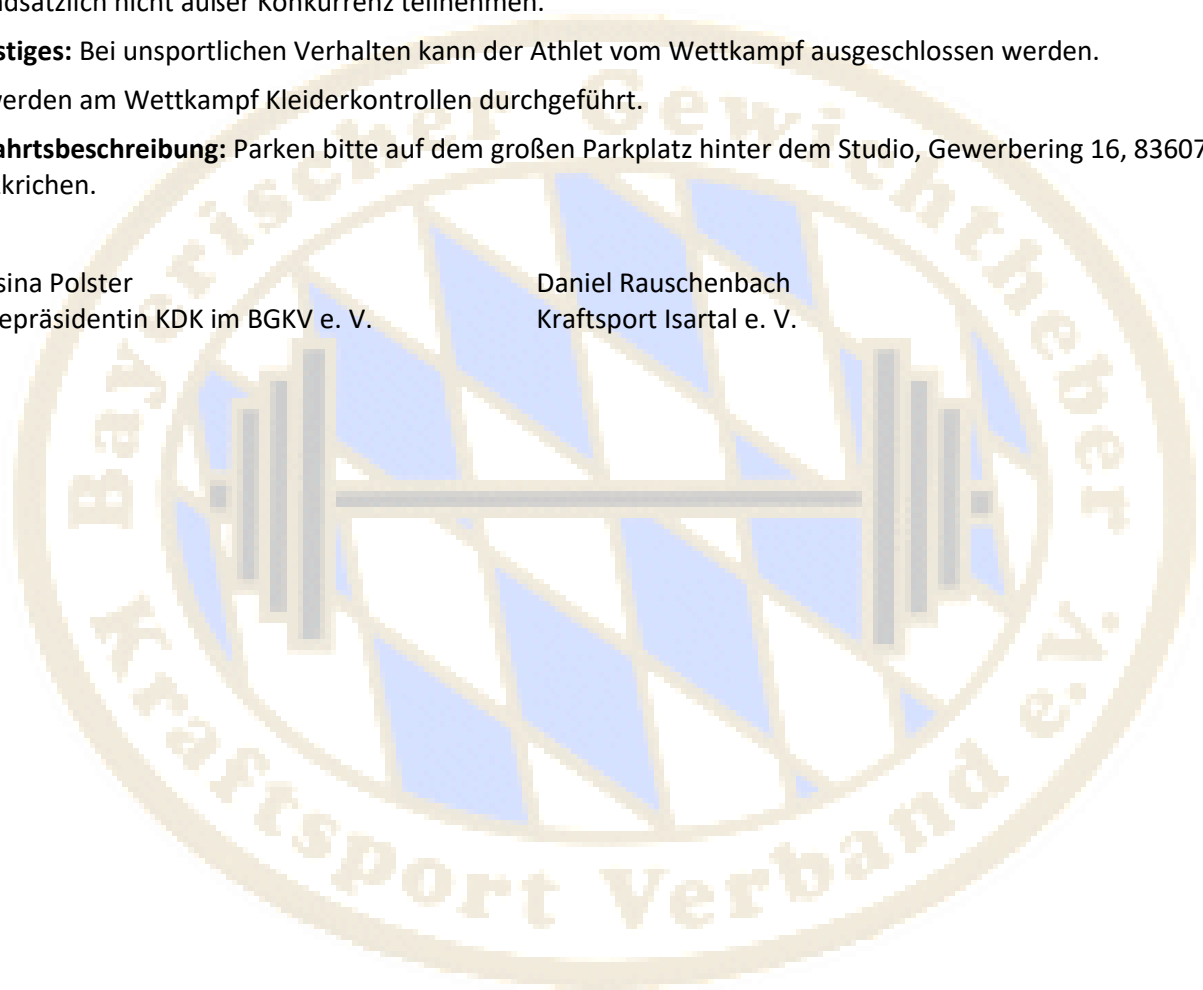 dsätzlich nicht außer Konkurrenz teilnehmen.
stiges: Bei unsportlichen Verhalten kann der Athlet vom Wettkampf ausgeschlossen werden.
werden am Wettkampf Kleiderkontrollen durchgeführt.
ahrtsbeschreibung: Parken bitte auf dem großen Parkplatz hinter dem Studio, Gewerbering 16, 83607
krichen.
sina Polster
Daniel Rauschenbach
epräsidentin KDK im BGKV e. V.
Kraftsport Isartal e. V.
Bayerischer Gewichtheber
Kraftsport Verband e.V.